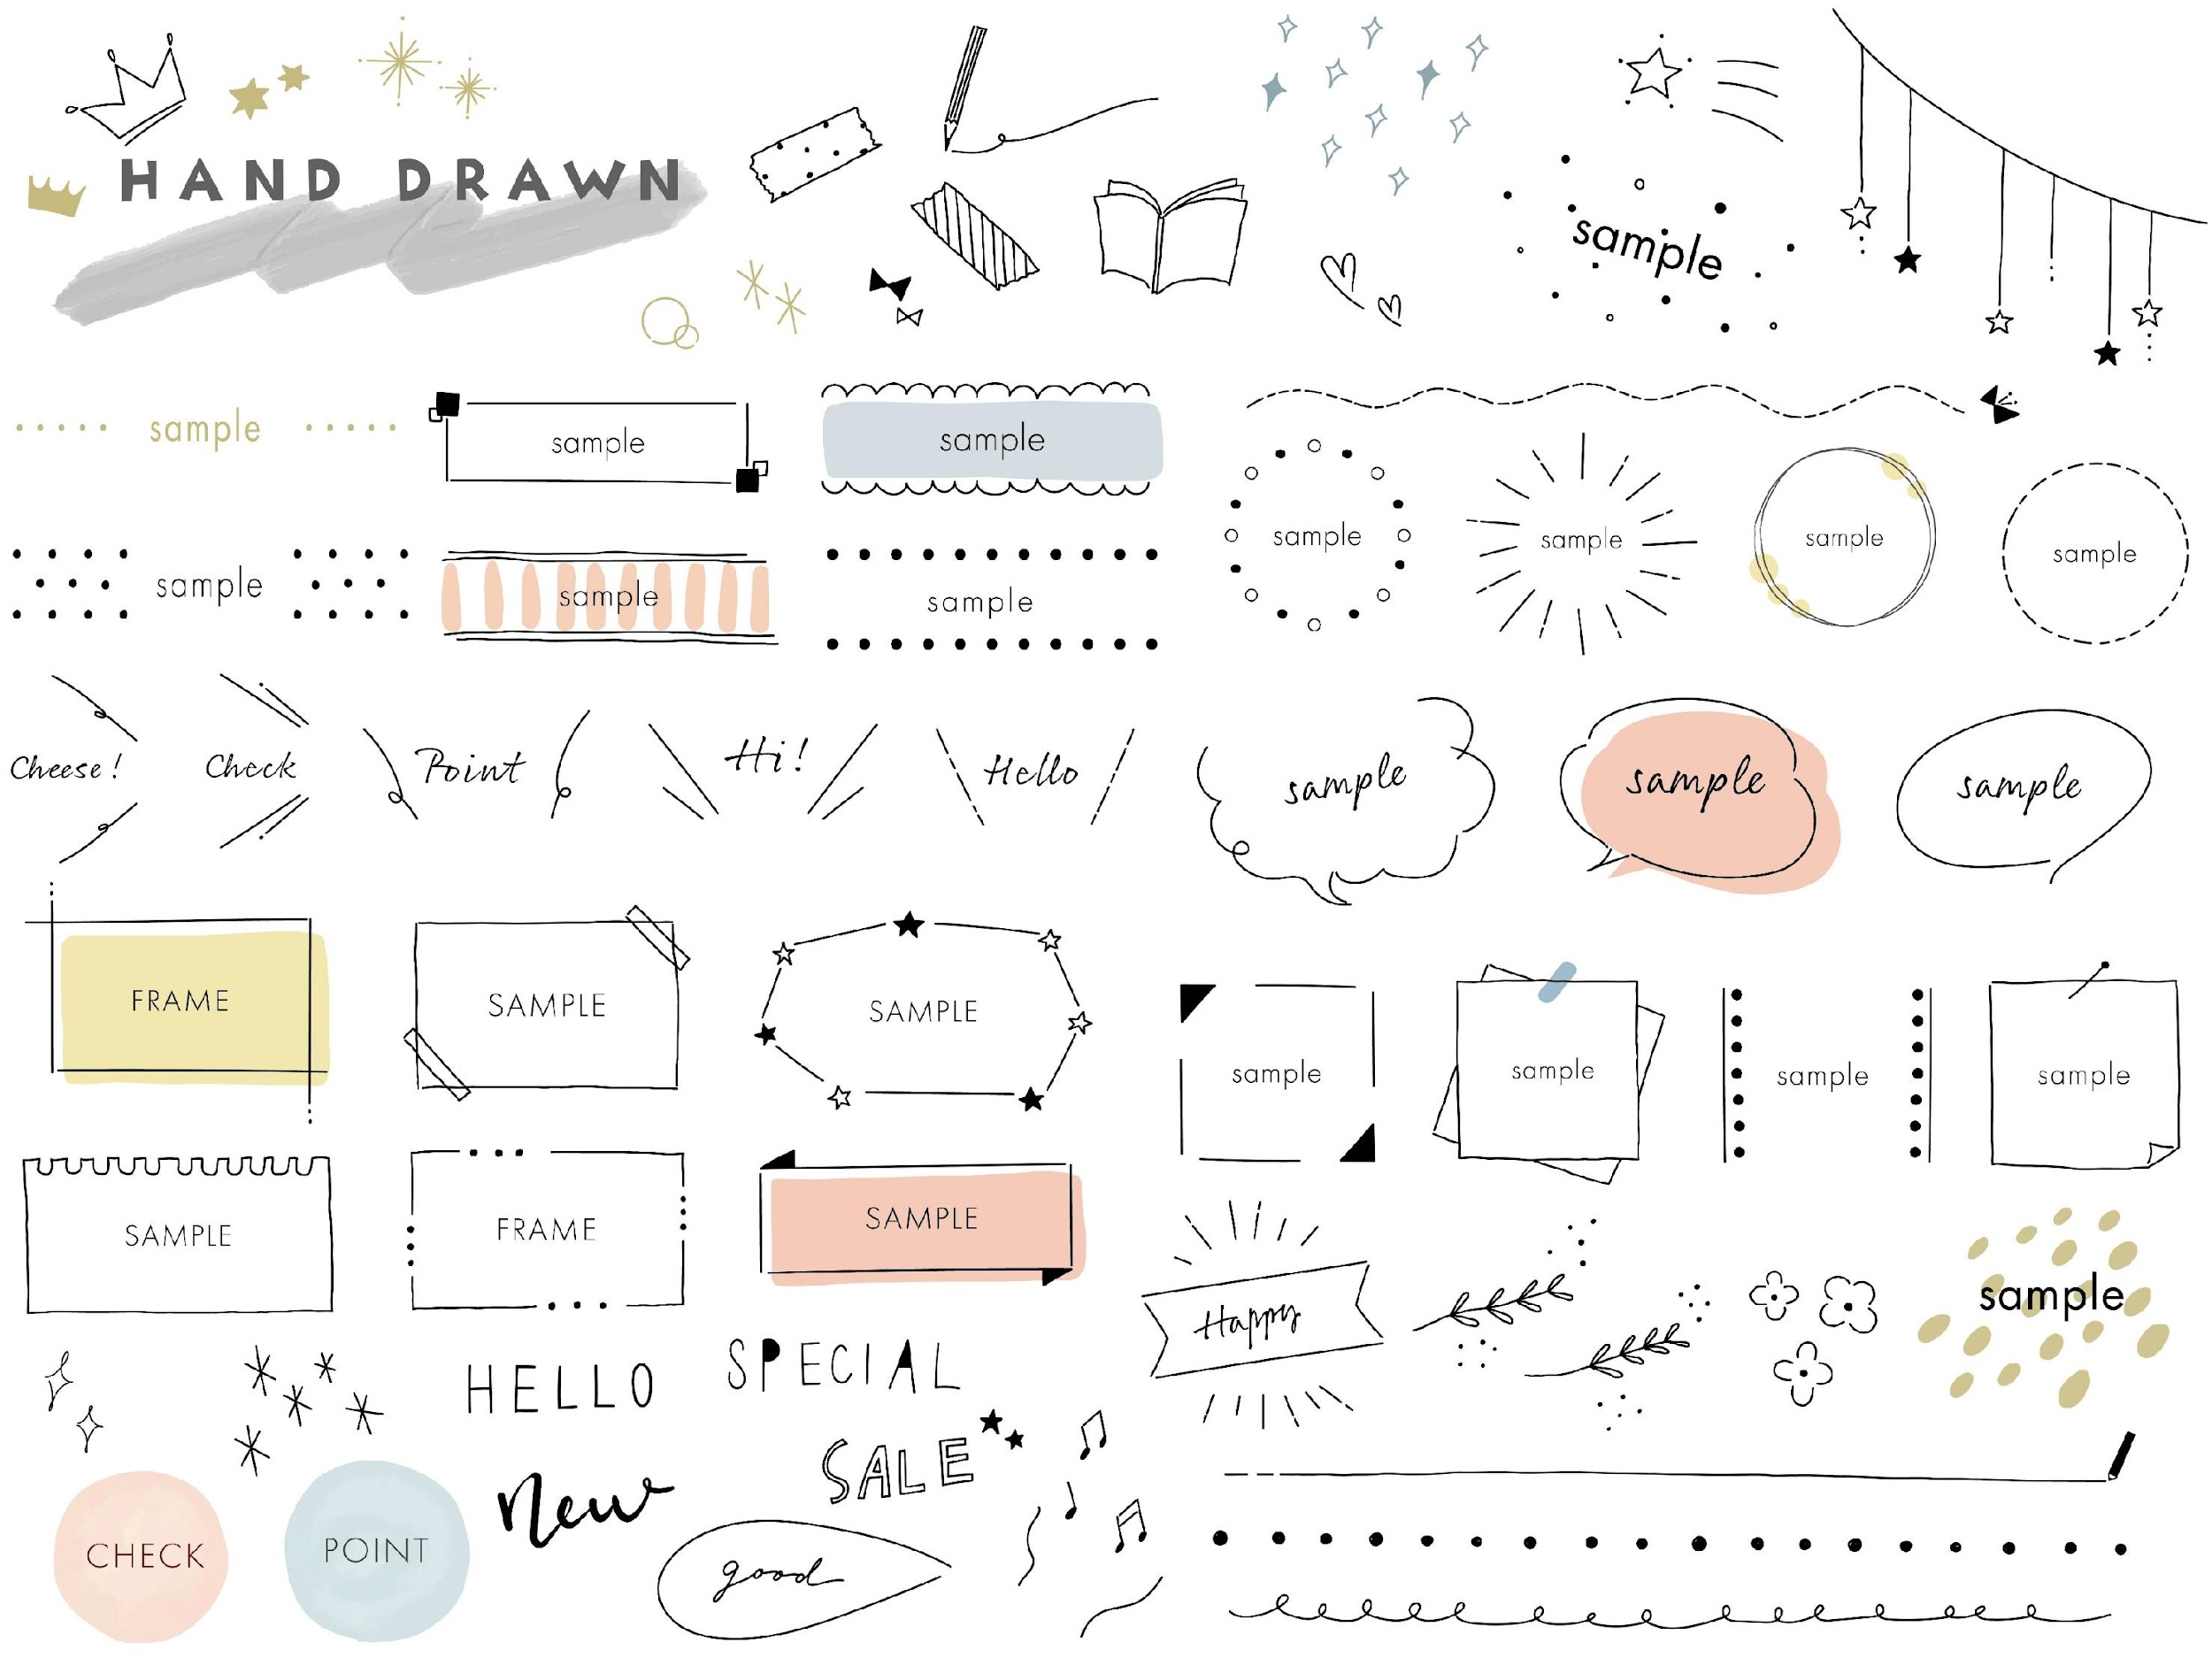 HAND DRAWN
sample
sample
sample
sample
sample
sample
sample
sample
sample
sample
sample
Cheese!
Check
Point
Hi!
Hello
sample
sample
sample
FRAME
SAMPLE
SAMPLE
sample
sample
sample
sample
SAMPLE
FRAME
SAMPLE
Happy
sample
HELLO
SPECIAL
SALE
CHECK
POINT
New
good